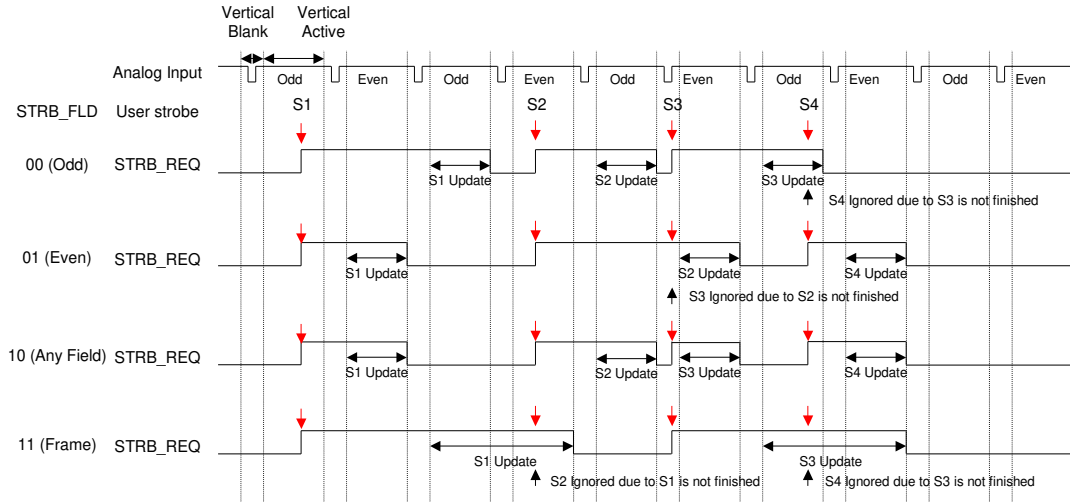 Vertical Blank
Vertical Active
Analog Input Odd Even Odd Even Odd Even Odd Even Odd Even
STRB_FLD User strobe S1 S2 S3 S4
00 (Odd) STRB_REQ
S1 Update S2 Update S3 Update
S4 Ignored due to S3 is not finished
01 (Even) STRB_REQ
S1 Update S2 Update S4 Update
S3 Ignored due to S2 is not finished
10 (Any Field) STRB_REQ
S1 Update S2 Update S3 Update S4 Update
11 (Frame) STRB_REQ
S1 Update S3 Update
S2 Ignored due to S1 is not finished S4 Ignored due to S3 is not finished